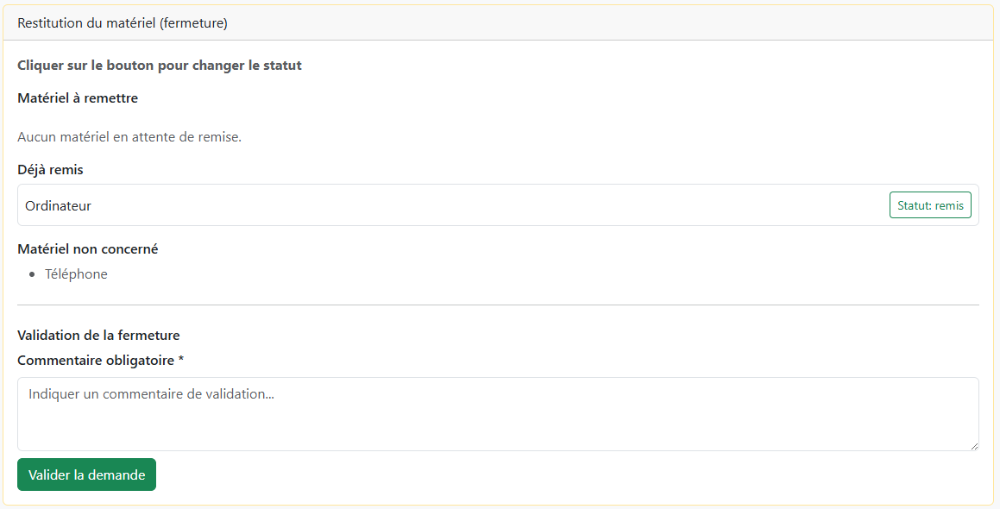 Restitution du matériel (fermeture)
Cliquer sur le bouton pour changer le statut
Matériel à remettre
Aucun matériel en attente de remise.
Déjà remis
Ordinateur
Statut: remis
Matériel non concerné
Téléphone
Validation de la fermeture
Commentaire obligatoire *
Indiquer un commentaire de validation...
Valider la demande